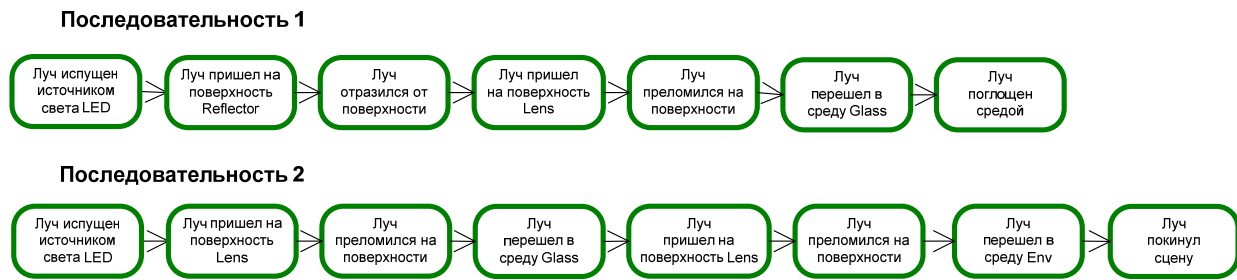 Последовательность 1
Луч испущен
источником
света LED
Луч пришел на
поверхность
Reflector
Луч
отразился от
поверхности
Луч пришел
на поверхность
Lens
Луч
преломился на
поверхности
Луч
перешел в
среду Glass
Луч
поглощен
средой
Последовательность 2
Луч испущен
источником
света LED
Луч пришел на
поверхность
Lens
Луч
преломился на
поверхности
Луч
перешел в
среду Glass
Луч
пришел на
поверхность Lens
Луч
преломился на
поверхности
Луч
перешел в
среду Env
Луч
покинул
сцену